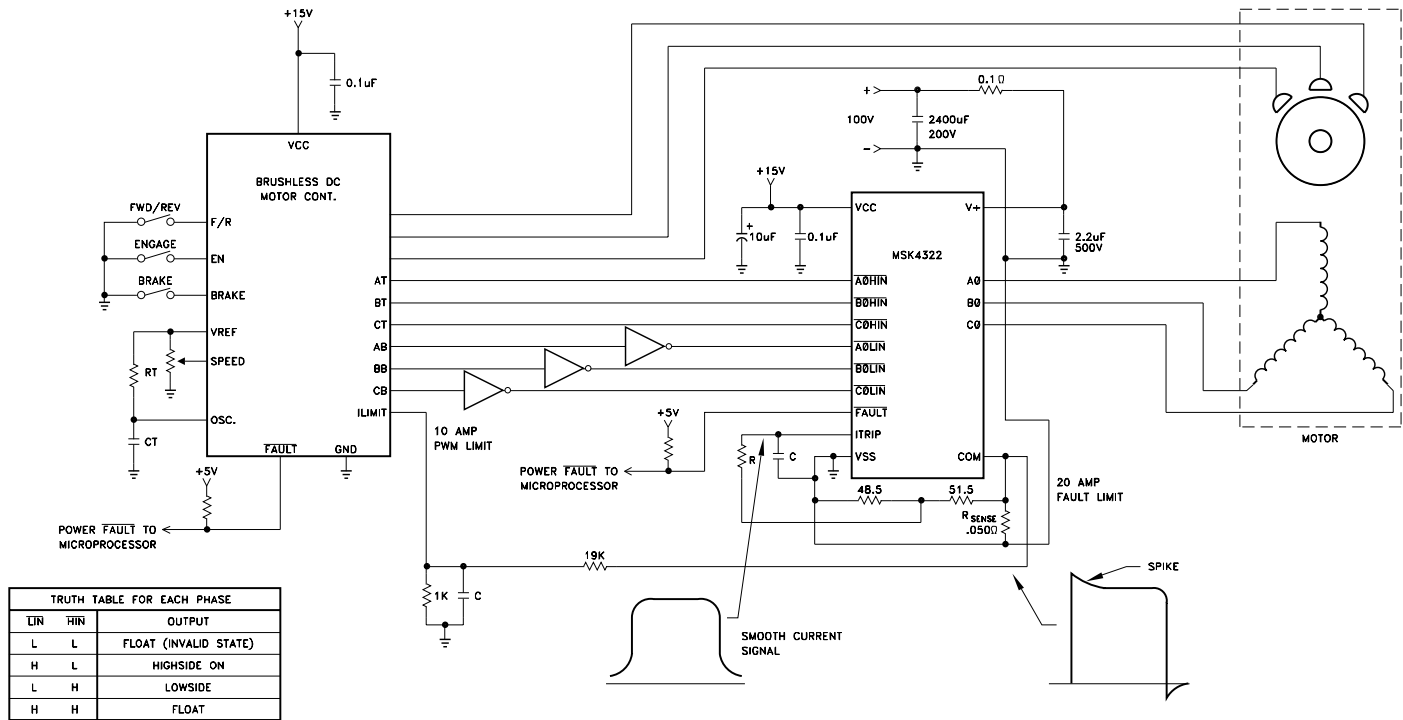 +15V
0.1uF
VCC
BRUSHLESS DC
MOTOR CONT.
FWD/REV
F/R
ENGAGE
EN
BRAKE
BRAKE
VREF
SPEED
RT
OSC.
CT
FAULT
GND
+5V
POWER FAULT TO
MICROPROCESSOR
AT
BT
CT
AB
BB
CB
ILIMIT
10 AMP
PWM LIMIT
+5V
POWER FAULT TO
MICROPROCESSOR
100V
+
-
2400uF
200V
0.1Ω
+15V
+
10uF
0.1uF
VCC
V+
MSK4322
2.2uF
500V
AØHIN
BØHIN
CØHIN
AØLIN
BØLIN
CØLIN
FAULT
ITRIP
VSS
AØ
BØ
CØ
COM
R
C
48.5
51.5
R SENSE
.050Ω
20 AMP
FAULT LIMIT
MOTOR
19K
1K
C
SMOOTH CURRENT
SIGNAL
SPIKE
TRUTH TABLE FOR EACH PHASE
LIN HIN OUTPUT
L L FLOAT (INVALID STATE)
H L HIGHSIDE ON
L H LOWSIDE
H H FLOAT